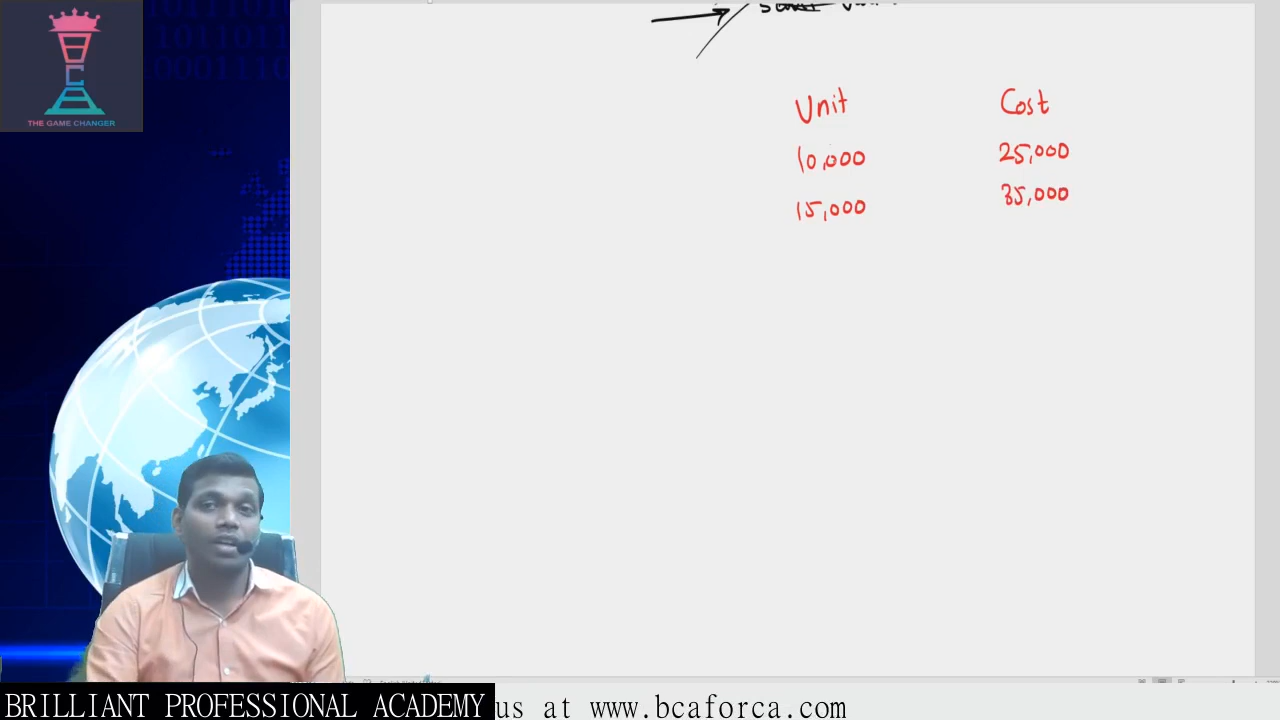 THE GAME CHANGER
Unit Cost
10,000 25,000
15,000 35,000
BRILLIANT PROFESSIONAL ACADEMY us at www.bcaforca.com